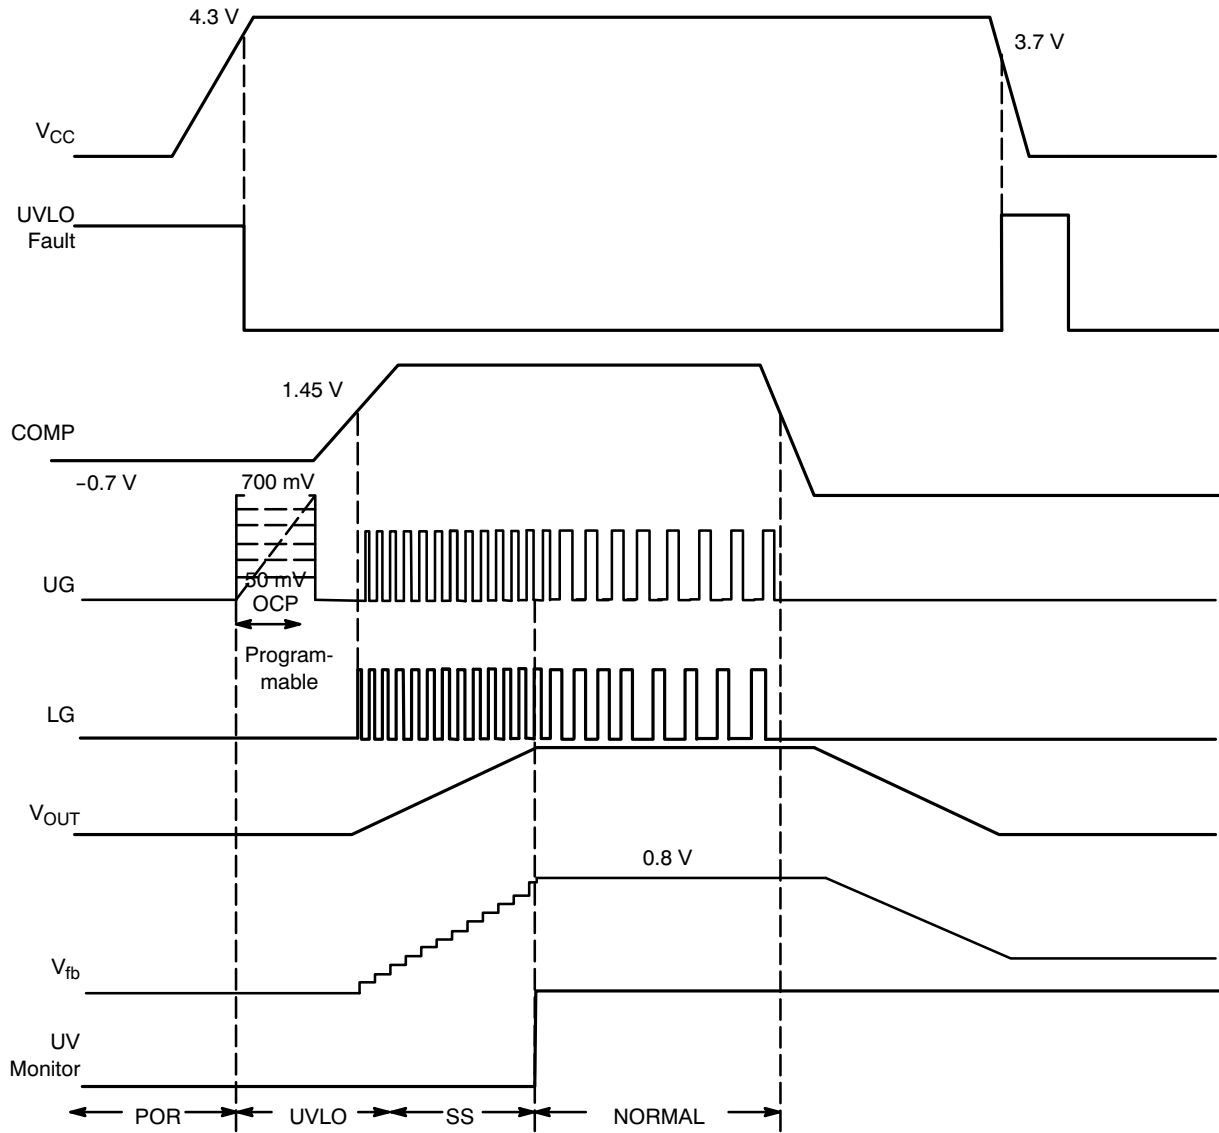 4.3 V
3.7 V
VCC
UVLO
Fault
1.45 V
COMP
−0.7 V
700 mV
50 mV
UG
OCP
Program-
mmable
LG
VOUT
0.8 V
Vfb
UV
Monitor
POR
UVLO
SS
NORMAL